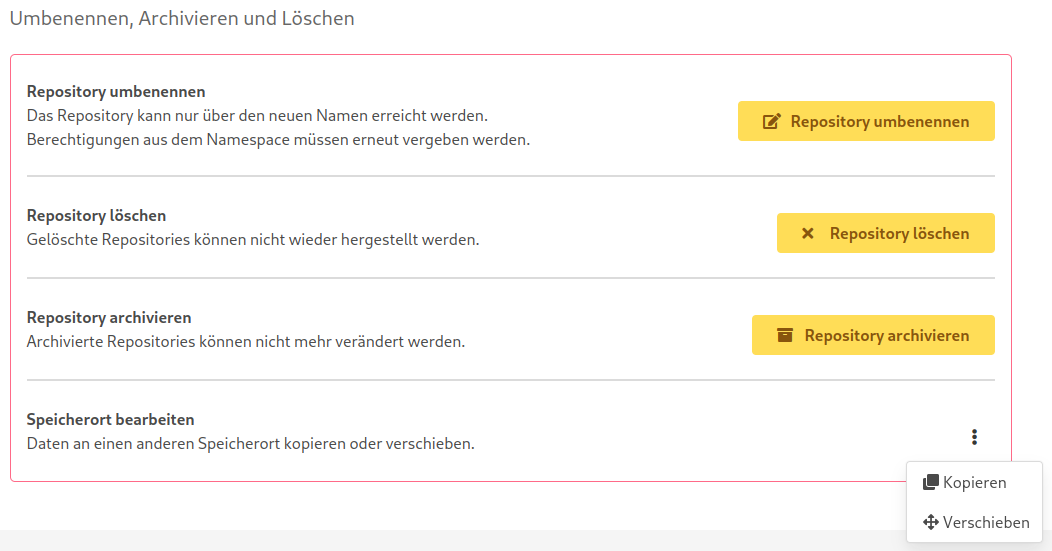 Umbenennen, Archivieren und Löschen
Repository umbenennen
Das Repository kann nur über den neuen Namen erreicht werden.
Berechtigungen aus dem Namespace müssen erneut vergeben werden.
Repository umbenennen
Repository löschen
Gelöschte Repositories können nicht wieder hergestellt werden.
Repository löschen
Repository archivieren
Archivierte Repositories können nicht mehr verändert werden.
Repository archivieren
Speicherort bearbeiten
Daten an einen anderen Speicherort kopieren oder verschieben.
Kopieren
Verschieben